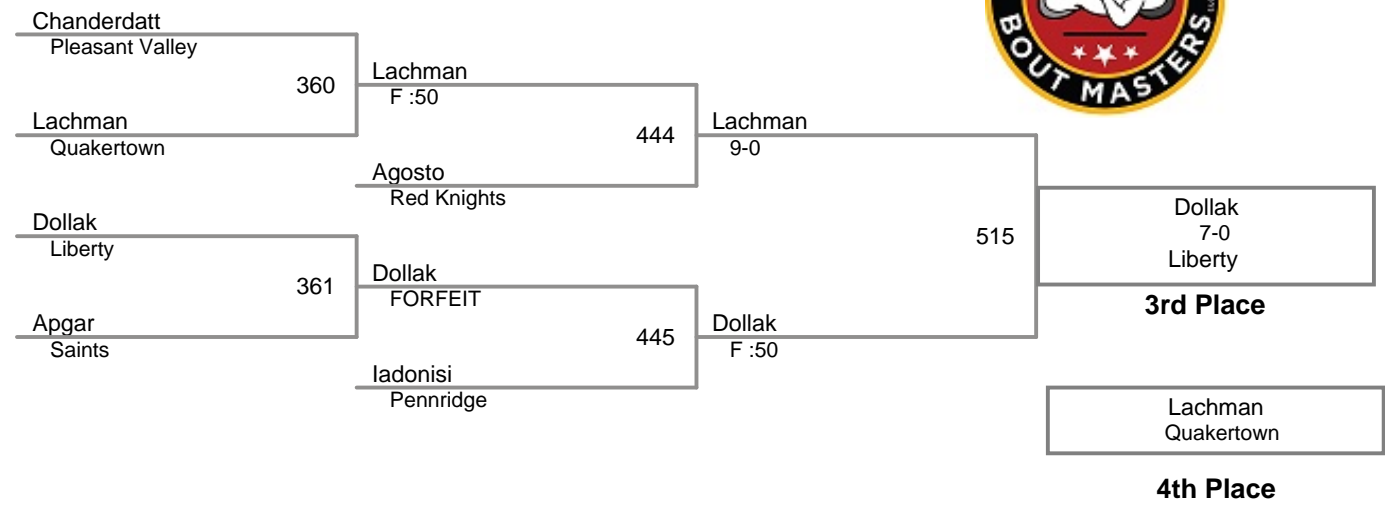 Chanderdatt
Pleasant Valley
360
Lachman
F :50
Lachman
Quakertown
444
Lachman
9-0
Agosto
Red Knights
Dollak
Liberty
361
Dollak
FORFEIT
Apgar
Saints
445
Dollak
F :50
Iadonisi
Pennridge
515
Dollak
7-0
Liberty
3rd Place
Lachman
Quakertown
4th Place
BOUT MASTERS